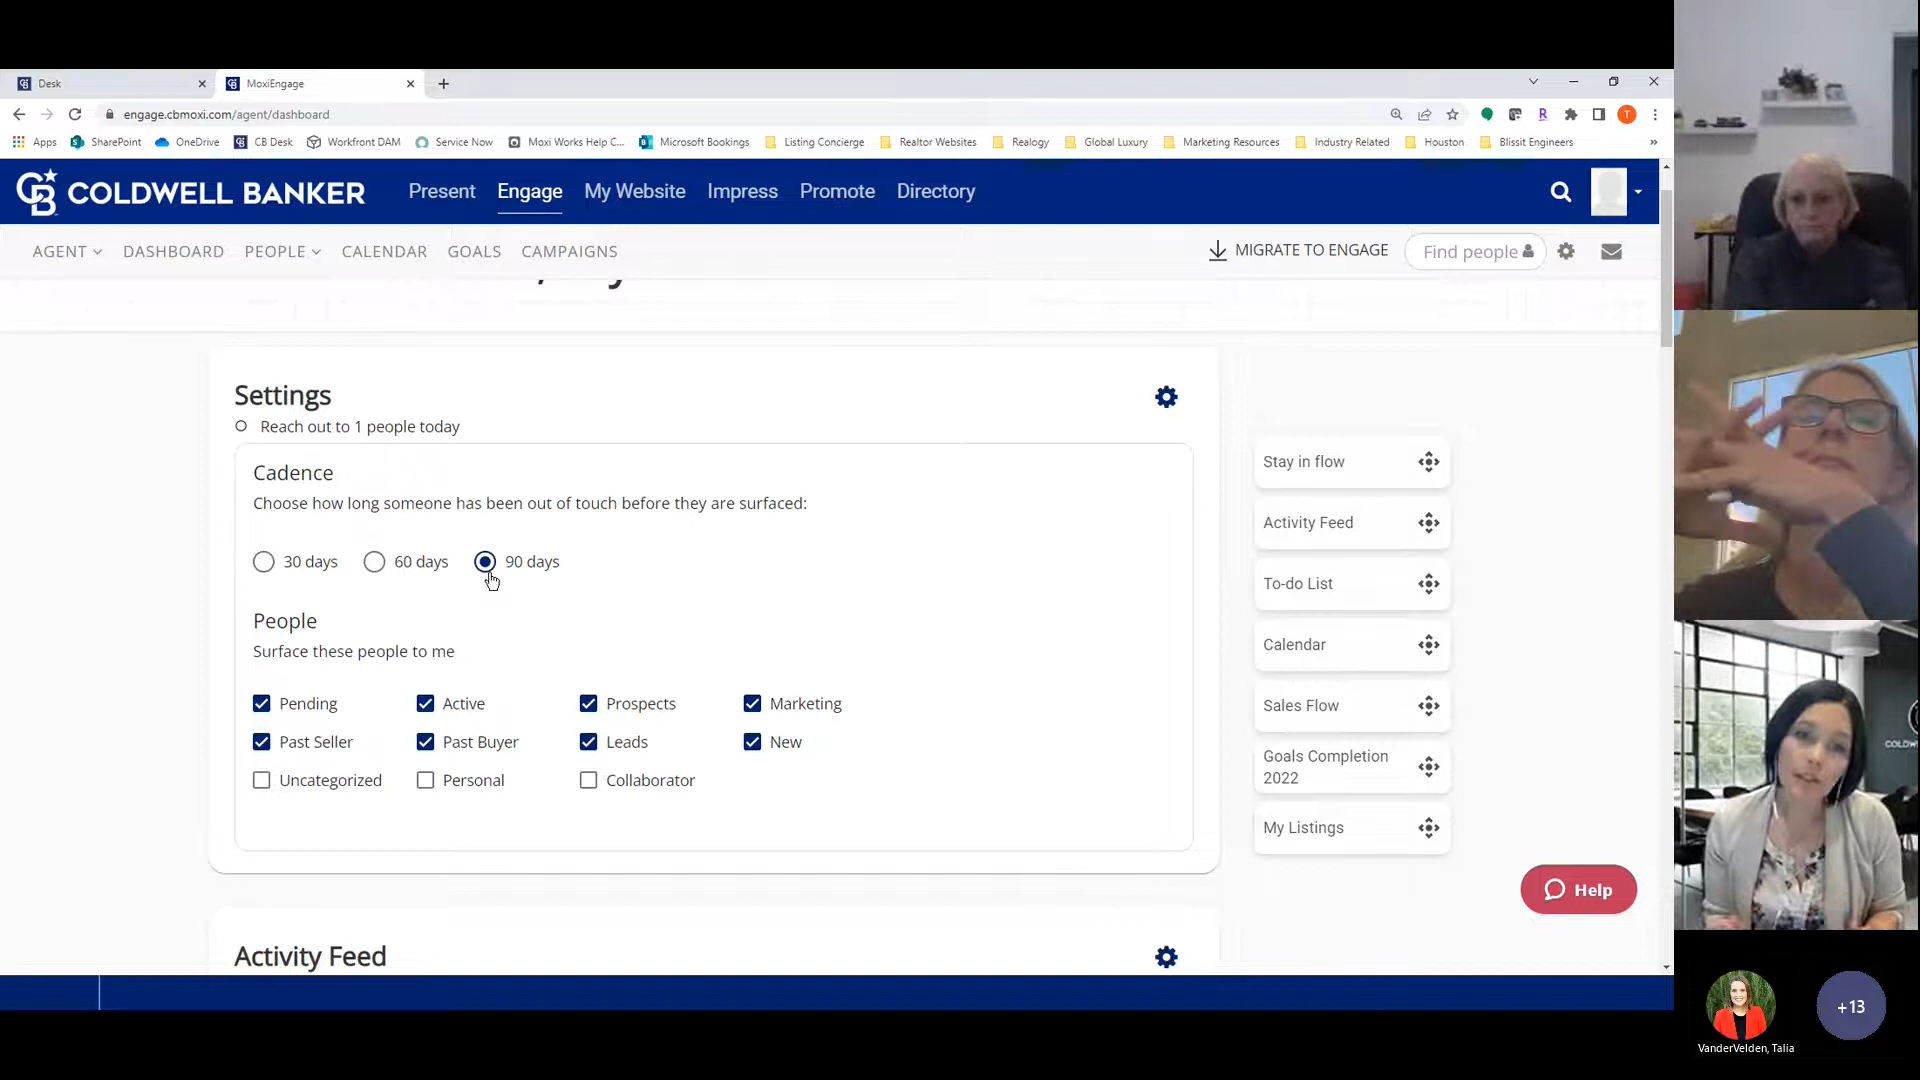 Desk
MoxiEngage
engage.cbmoxi.com/agent/dashboard
Apps SharePoint OneDrive CB Desk Workfront DAM Service Now Moxi Works Help C... Microsoft Bookings Listing Concierge Realtor Websites Realogy Global Luxury Marketing Resources Industry Related Houston Blissit Engineers »
COLDWELL BANKER Present Engage My Website Impress Promote Directory
AGENT DASHBOARD PEOPLE CALENDAR GOALS CAMPAIGNS MIGRATE TO ENGAGE Find people
Settings
Reach out to 1 people today
Cadence
Choose how long someone has been out of touch before they are surfaced:
30 days 60 days 90 days
People
Surface these people to me
Pending Active Prospects Marketing
Past Seller Past Buyer Leads New
Uncategorized Personal Collaborator
Activity Feed
Stay in flow
Activity Feed
To-do List
Calendar
Sales Flow
Goals Completion
2022
My Listings
Help
COLDW
+13
VanderVelden, Talia